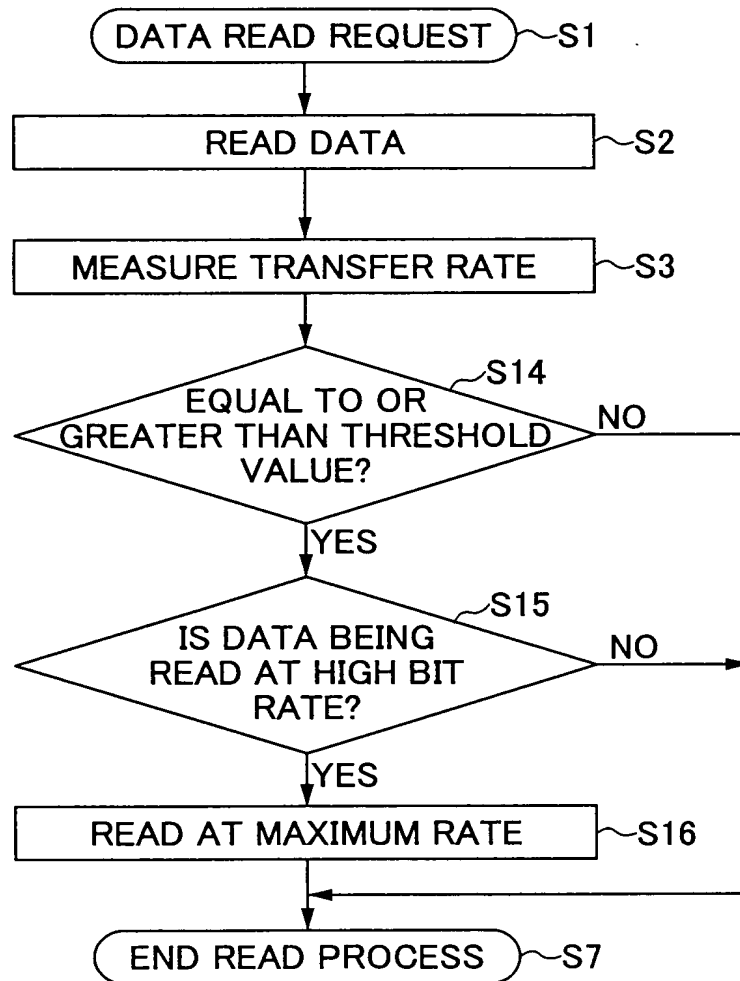 DATA READ REQUEST
S1
READ DATA
S2
MEASURE TRANSFER RATE
S3
S14
EQUAL TO OR
GREATER THAN THRESHOLD
VALUE?
NO
YES
S15
IS DATA BEING
READ AT HIGH BIT
RATE?
NO
YES
READ AT MAXIMUM RATE
S16
END READ PROCESS
S7